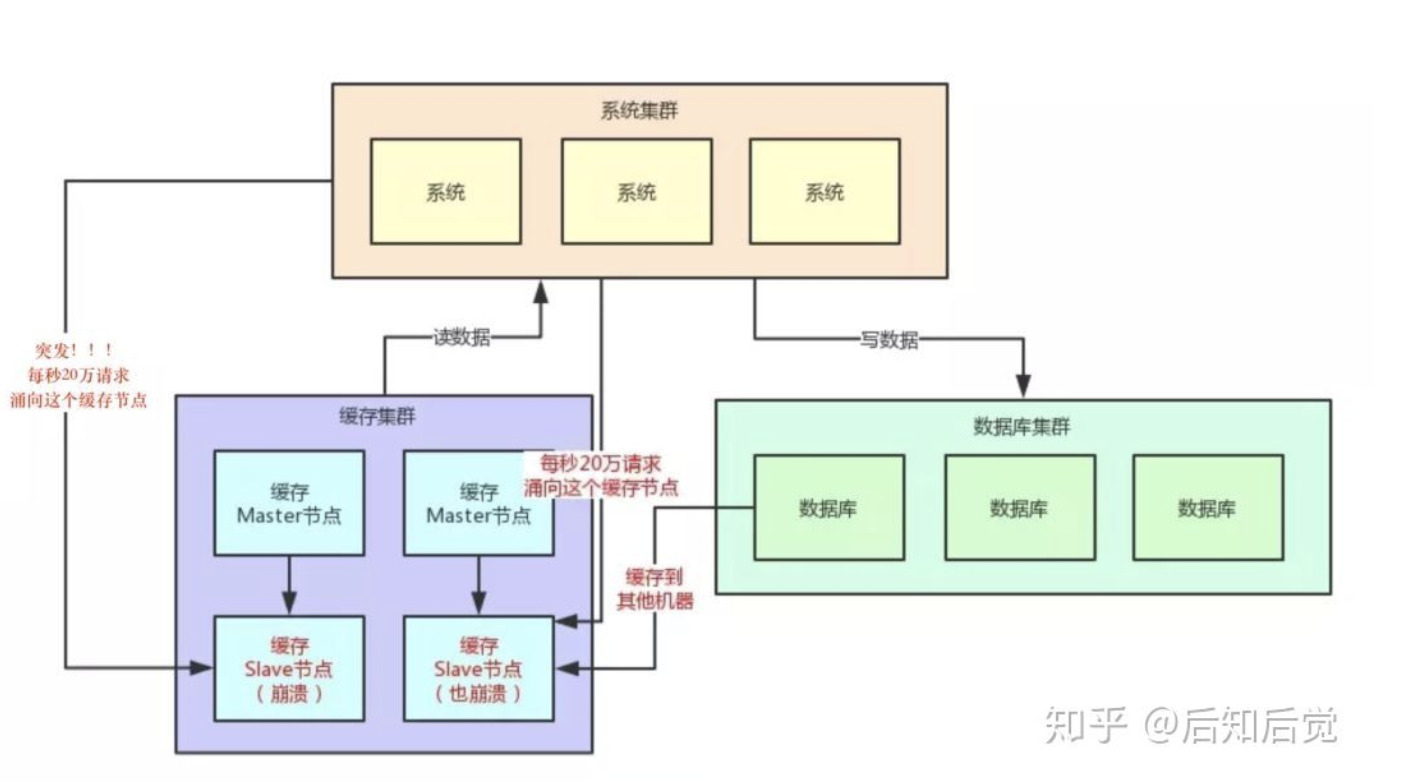 系统集群
系统
系统
系统
读数据
写数据
突发！！！
每秒20万请求
涌向这个缓存节点
缓存集群
缓存
Master节点
缓存
Master节点
每秒20万请求
涌向这个缓存节点
缓存到
其他机器
缓存
Slave节点
（崩溃）
缓存
Slave节点
（也崩溃）
数据库集群
数据库
数据库
数据库
知乎 @后知后觉